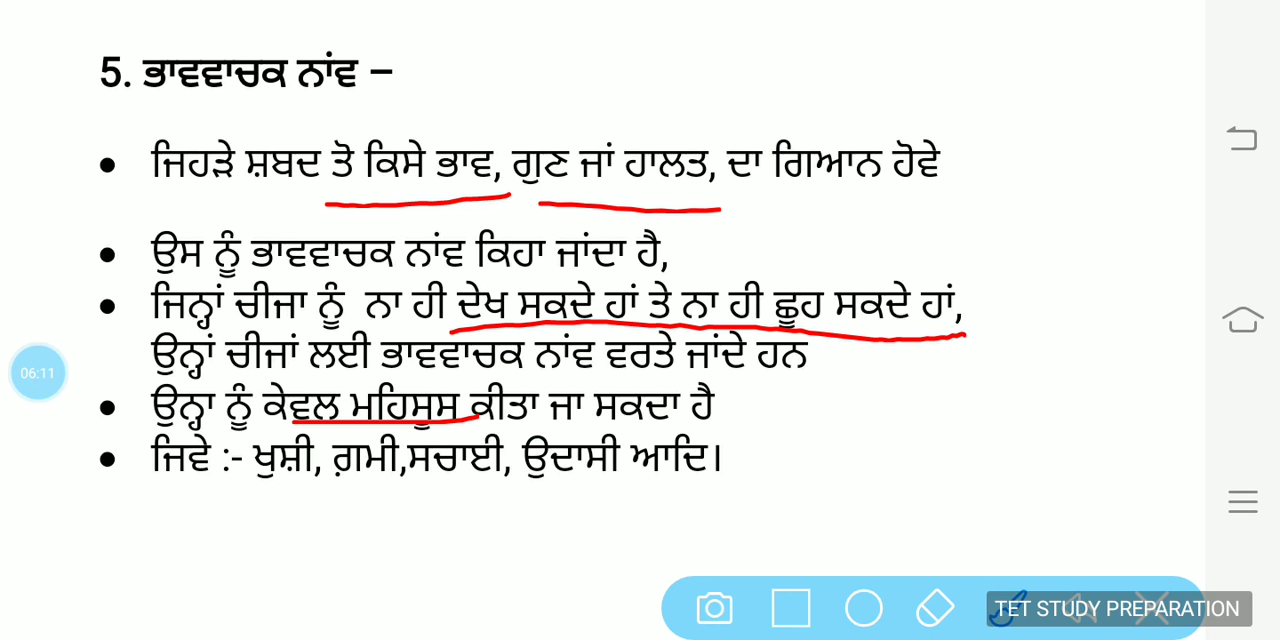 5. ਭਾਵਵਾਚਕ ਨਾਂਵ –
• ਜਿਹੜੇ ਸ਼ਬਦ ਤੋ ਕਿਸੇ ਭਾਵ, ਗੁਣ ਜਾਂ ਹਾਲਤ, ਦਾ ਗਿਆਨ ਹੋਵੇ
• ਉਸ ਨੂੰ ਭਾਵਵਾਚਕ ਨਾਂਵ ਕਿਹਾ ਜਾਂਦਾ ਹੈ,
• ਜਿਨ੍ਹਾਂ ਚੀਜਾ ਨੂੰ ਨਾ ਹੀ ਦੇਖ ਸਕਦੇ ਹਾਂ ਤੇ ਨਾ ਹੀ ਛੂਹ ਸਕਦੇ ਹਾਂ,
ਉਨ੍ਹਾਂ ਚੀਜਾਂ ਲਈ ਭਾਵਵਾਚਕ ਨਾਂਵ ਵਰਤੇ ਜਾਂਦੇ ਹਨ
• ਉਨ੍ਹਾ ਨੂੰ ਕੇਵਲ ਮਹਿਸੂਸ ਕੀਤਾ ਜਾ ਸਕਦਾ ਹੈ
• ਜਿਵੇ :- ਖੁਸ਼ੀ, ਗ਼ਮੀ,ਸਚਾਈ, ਉਦਾਸੀ ਆਦਿ।
06:11
TET STUDY PREPARATION